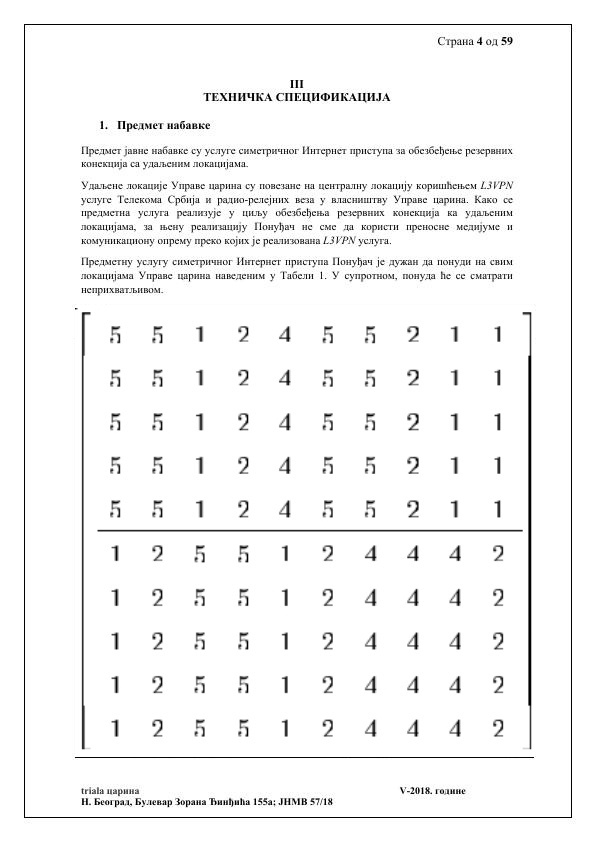 Страна 4 од 59
III
ТЕХНИЧКА СПЕЦИФИКАЦИЈА
1. Предмет набавке
Предмет јавне набавке су услуге симетричног Интернет приступа за обезбеђење резервних
конекција са удаљеним локацијама.
Удаљене локације Управе царина су повезане на централну локацију коришћењем L3VPN
услуге Телекома Србија и радио-релејних веза у власништву Управе царина. Како се
предметна услуга реализује у циљу обезбеђења резервних конекција ка удаљеним
локацијама, за њену реализацију Понуђач не сме да користи преносне медијуме и
комуникациону опрему преко којих је реализована L3VPN услуга.
Предметну услугу симетричног Интернет приступа Понуђач је дужан да понуди на свим
локацијама Управе царина наведеним у Табели 1. У супротном, понуда ће се сматрати
неприхватљивом.
5 5 1 2 4 5 5 2 1 1
5 5 1 2 4 5 5 2 1 1
5 5 1 2 4 5 5 2 1 1
5 5 1 2 4 5 5 2 1 1
5 5 1 2 4 5 5 2 1 1
1 2 5 5 1 2 4 4 4 2
1 2 5 5 1 2 4 4 4 2
1 2 5 5 1 2 4 4 4 2
1 2 5 5 1 2 4 4 4 2
1 2 5 5 1 2 4 4 4 2
triala царина V-2018. године
Н. Београд, Булевар Зорана Ђинђића 155а; ЈНМВ 57/18